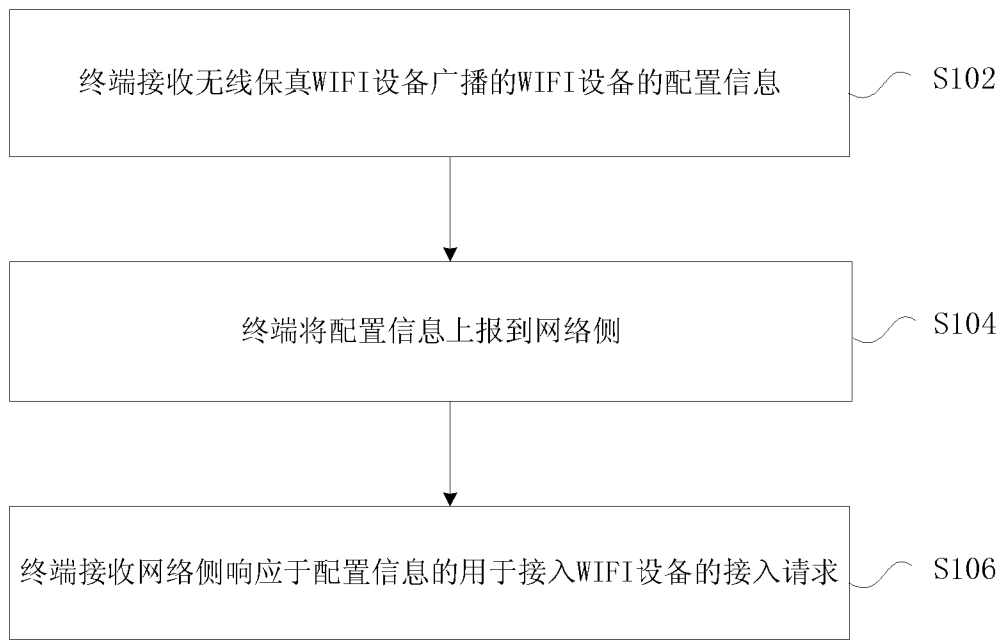 终端接收无线保真WIFI设备广播的WIFI设备的配置信息
S102
终端将配置信息上报到网络侧
S104
终端接收网络侧响应于配置信息的用于接入WIFI设备的接入请求
S106